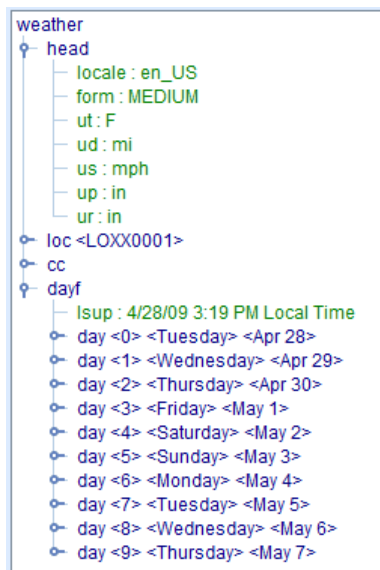 weather
head
locale : en_US
form : MEDIUM
ut : F
ud : mi
us : mph
up : in
ur : in
loc <LOXX0001>
cc
dayf
lsup : 4/28/09 3:19 PM Local Time
day <0> <Tuesday> <Apr 28>
day <1> <Wednesday> <Apr 29>
day <2> <Thursday> <Apr 30>
day <3> <Friday> <May 1>
day <4> <Saturday> <May 2>
day <5> <Sunday> <May 3>
day <6> <Monday> <May 4>
day <7> <Tuesday> <May 5>
day <8> <Wednesday> <May 6>
day <9> <Thursday> <May 7>